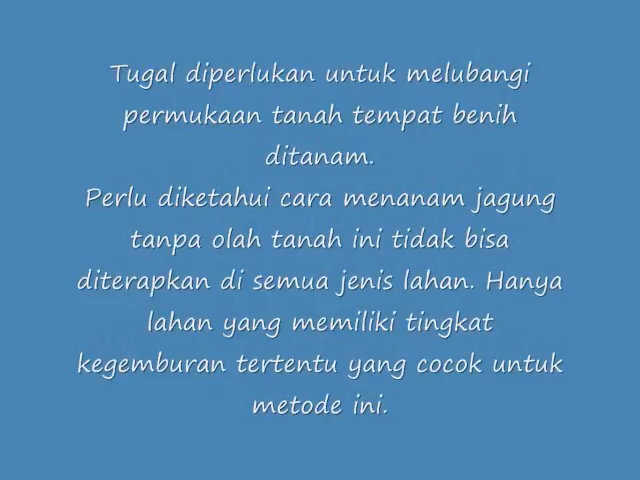 Tugal diperlukan untuk melubangi
permukaan tanah tempat benih
ditanam.
Perlu diketahui cara menanam jagung
tanpa olah tanah ini tidak bisa
diterapkan di semua jenis lahan. Hanya
lahan yang memiliki tingkat
kegemburan tertentu yang cocok untuk
metode ini.